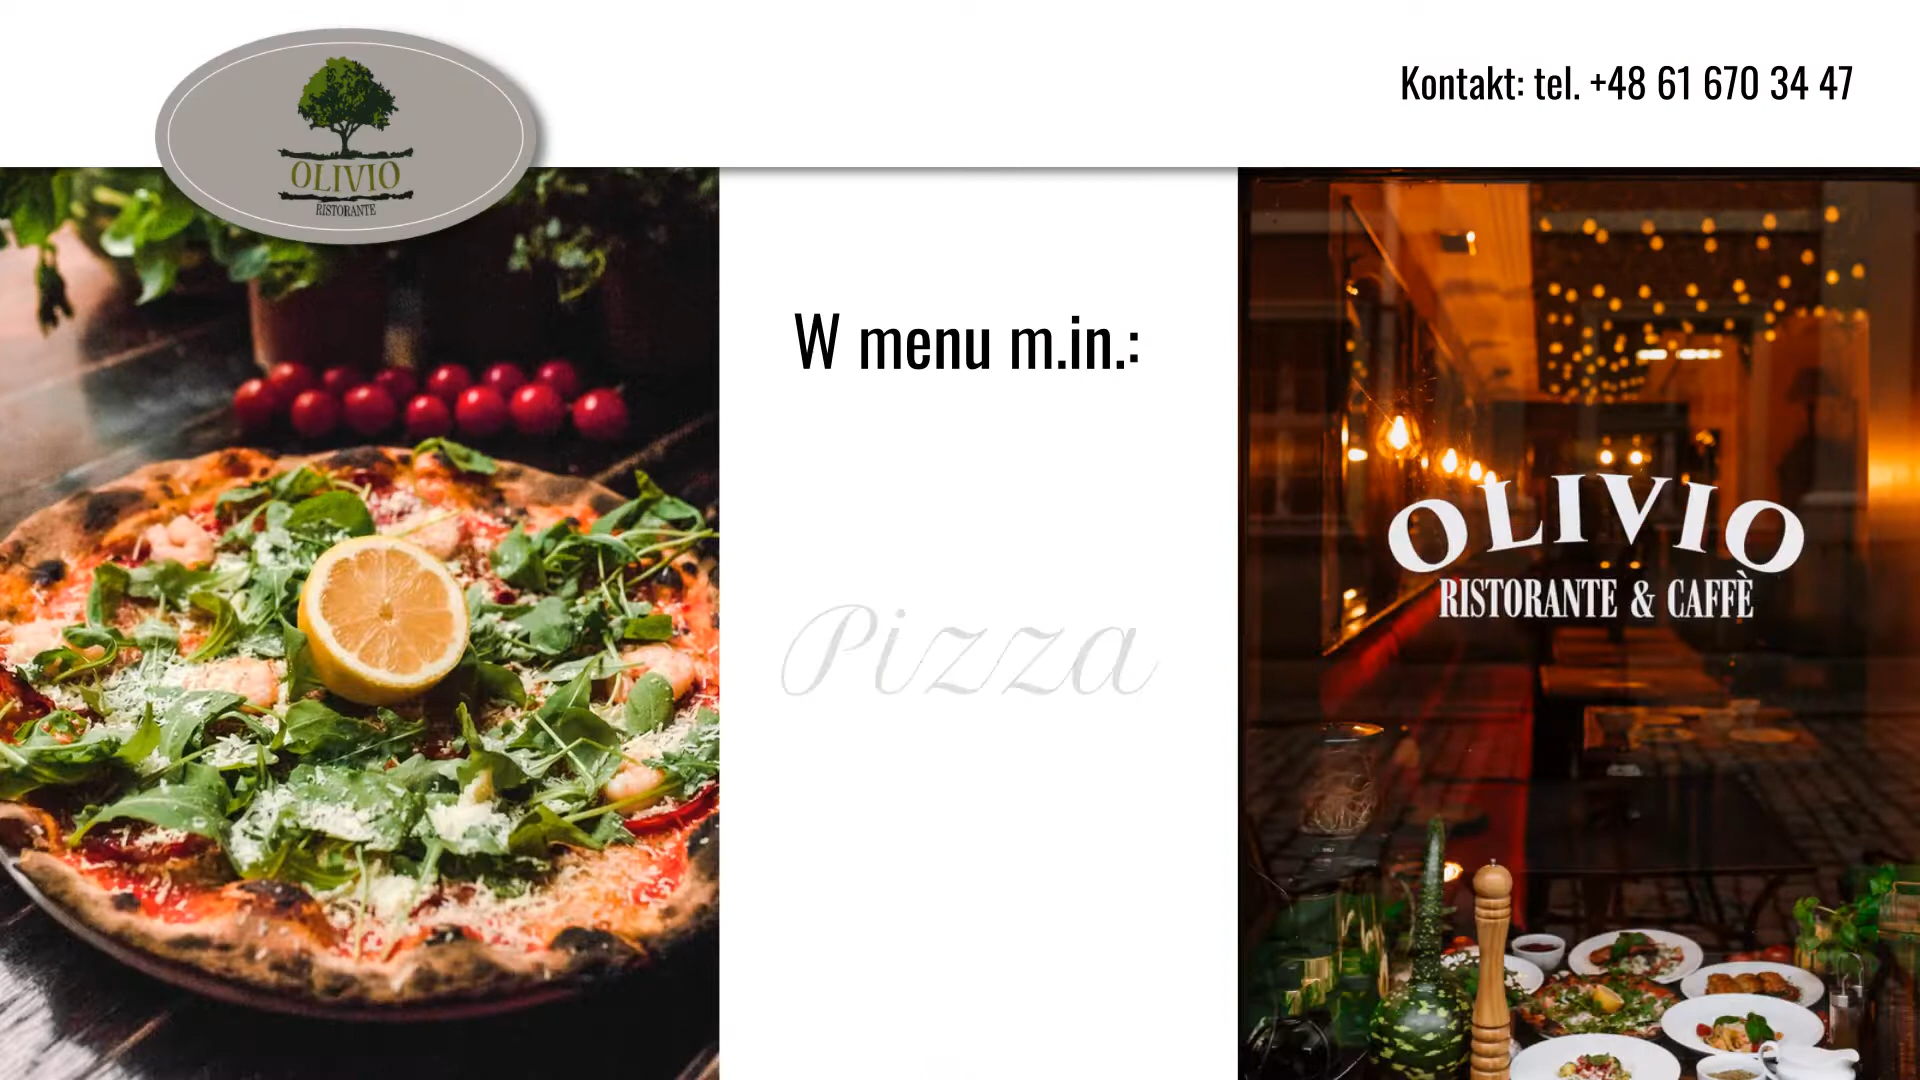 OLIVIO
RISTORANTE
Kontakt: tel. +48 61 670 34 47
W menu m.in.:
Pizza
OLIVIO
RISTORANTE & CAFFÈ